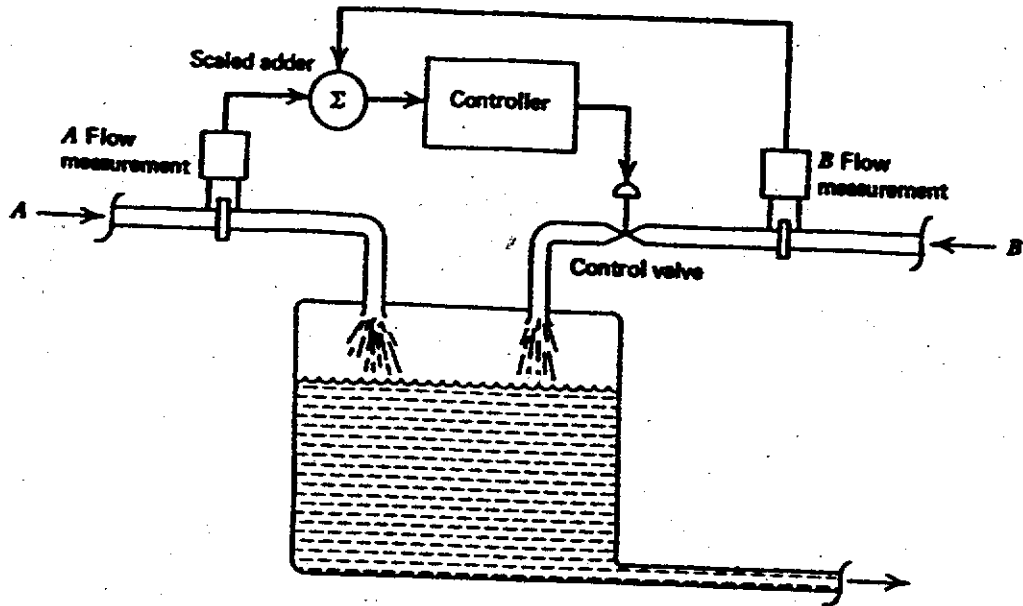 Scaled adder
Σ
Controller
A Flow
measurement
B Flow
measurement
A
B
Control valve